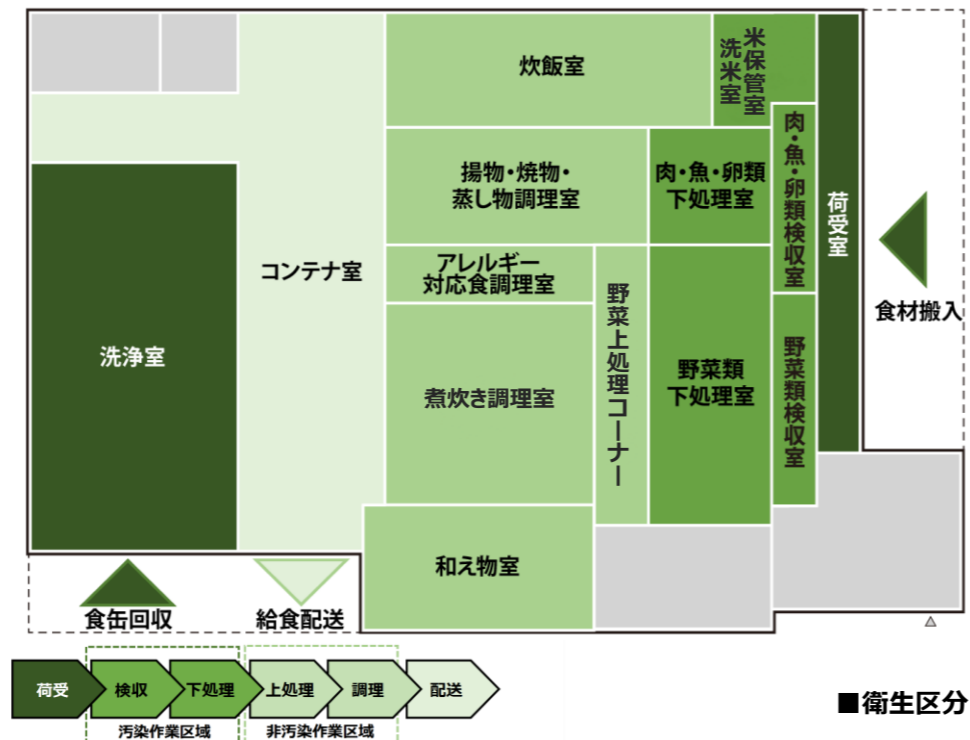 炊飯室
洗米室
米保管室
揚物・焼物・
蒸し物調理室
肉・魚・卵類
下処理室
肉・魚・卵類検収室
荷受室
食材搬入
コンテナ室
アレルギー
対応食調理室
野菜上処理コーナー
洗浄室
煮炊き調理室
野菜類
下処理室
野菜類検収室
和え物室
食缶回収
給食配送
荷受
検収
下処理
上処理
調理
配送
汚染作業区域
非汚染作業区域
■衛生区分